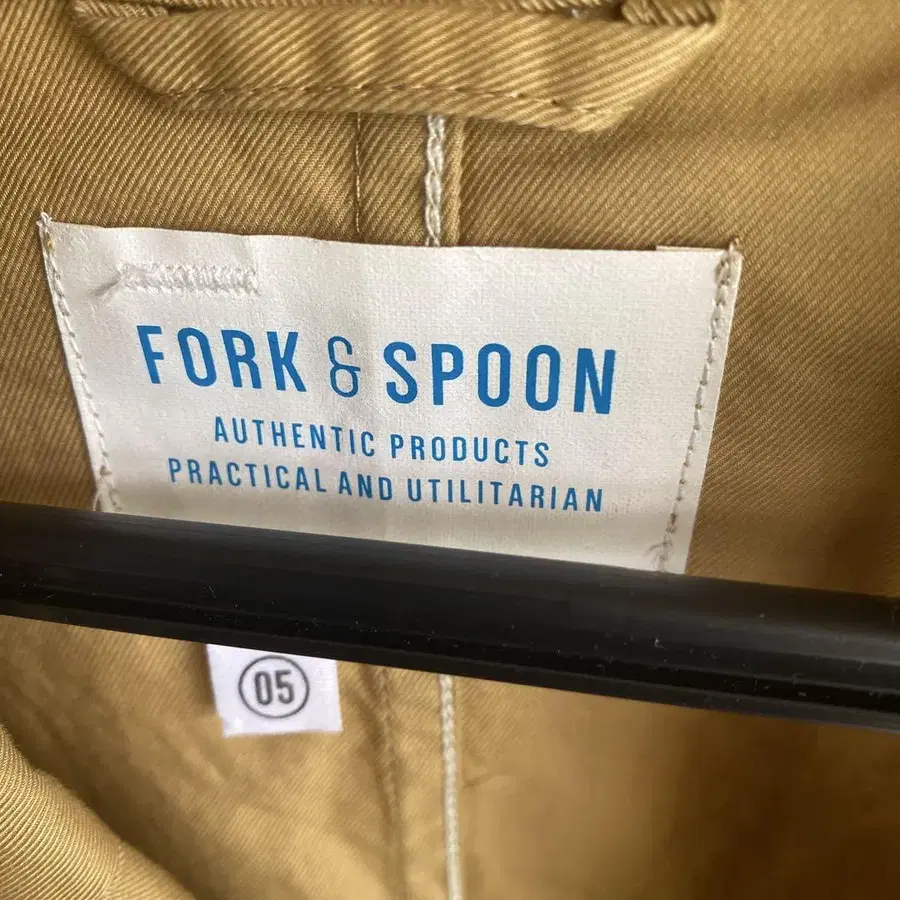 FORK & SPOON
AUTHENTIC PRODUCTS
PRACTICAL AND UTILITARIAN
05